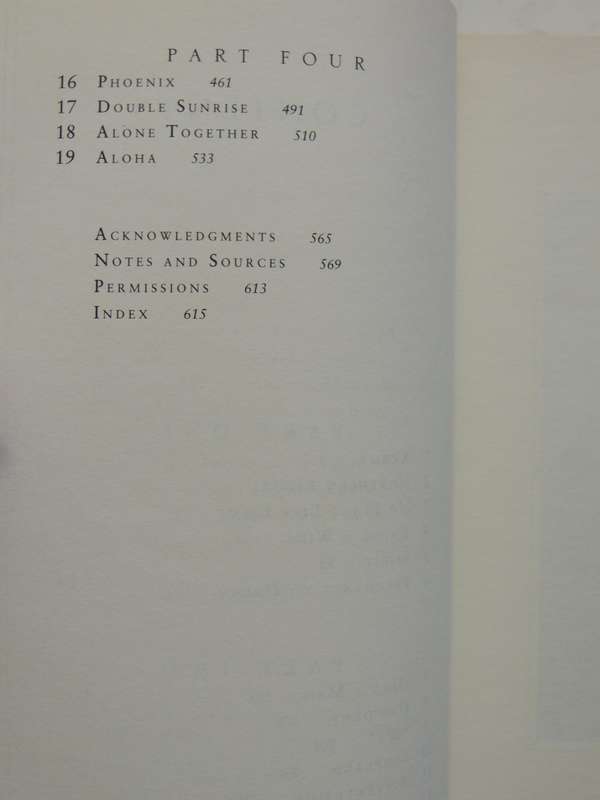 PART FOUR
16 PHOENIX 461
17 DOUBLE SUNRISE 491
18 ALONE TOGETHER 510
19 ALOHA 533
ACKNOWLEDGMENTS 565
NOTES AND SOURCES 569
PERMISSIONS 613
INDEX 615